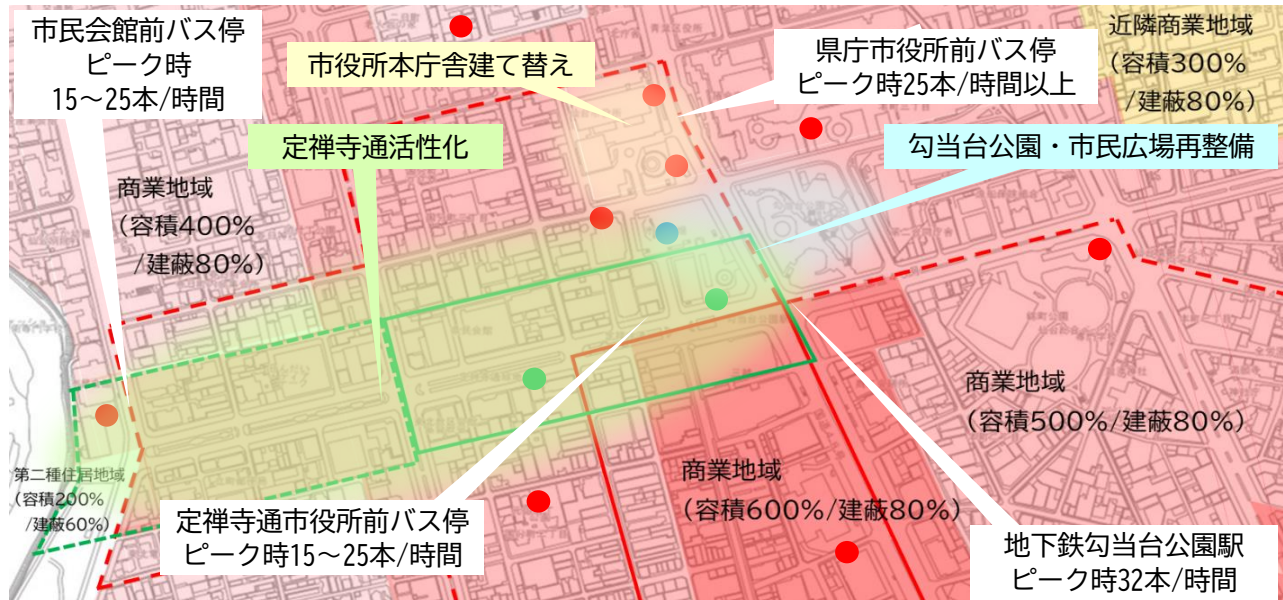 市民会館前バス停
ピーク時
15～25本/時間
市役所本庁舎建て替え
県庁市役所前バス停
ピーク時25本/時間以上
近隣商業地域
(容積300%
/建蔽80%)
定禅寺通活性化
勾当台公園・市民広場再整備
商業地域
(容積400%
/建蔽80%)
商業地域
(容積500%/建蔽80%)
商業地域
(容積600%/建蔽80%)
第二種住居地域
(容積200%
/建蔽60%)
定禅寺通市役所前バス停
ピーク時15～25本/時間
地下鉄勾当台公園駅
ピーク時32本/時間